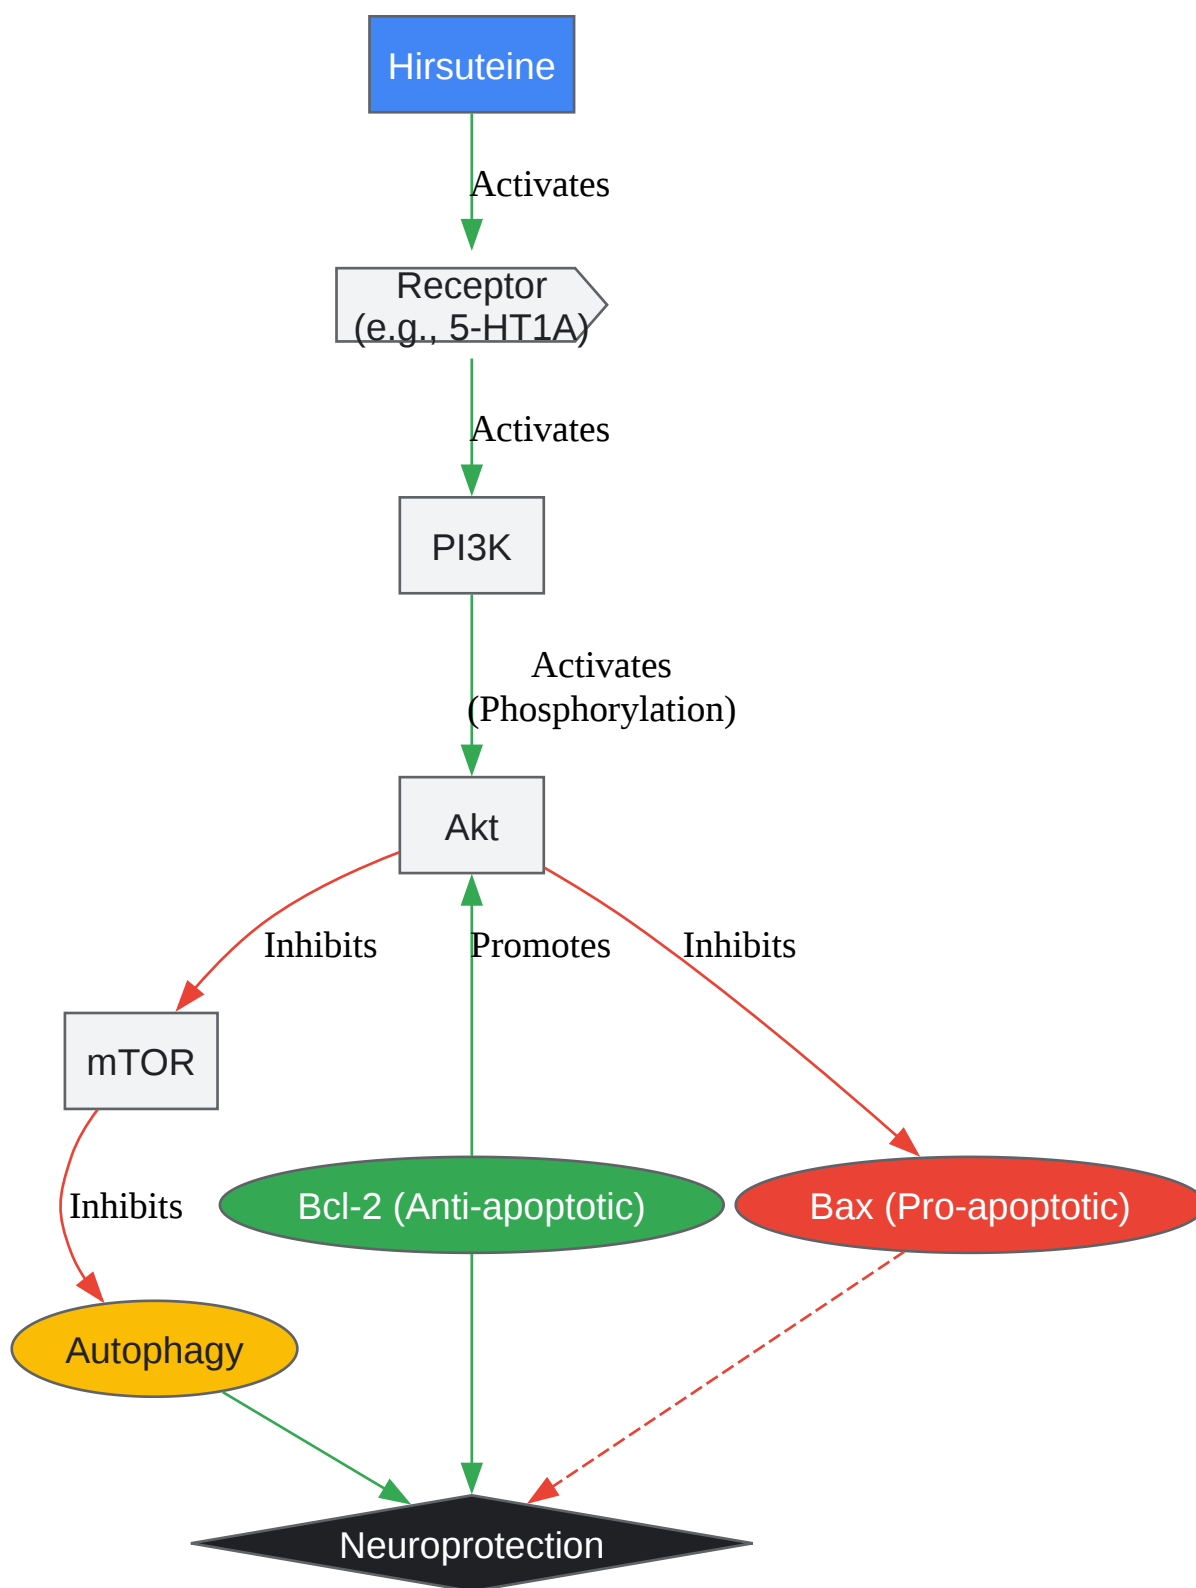 Hirsuteine
Activates
Receptor
(e.g., 5-HT1A)
Activates
PI3K
Activates
(Phosphorylation)
Akt
Inhibits
Promotes
Inhibits
mTOR
Inhibits
Bcl-2 (Anti-apoptotic)
Bax (Pro-apoptotic)
Autophagy
Neuroprotection